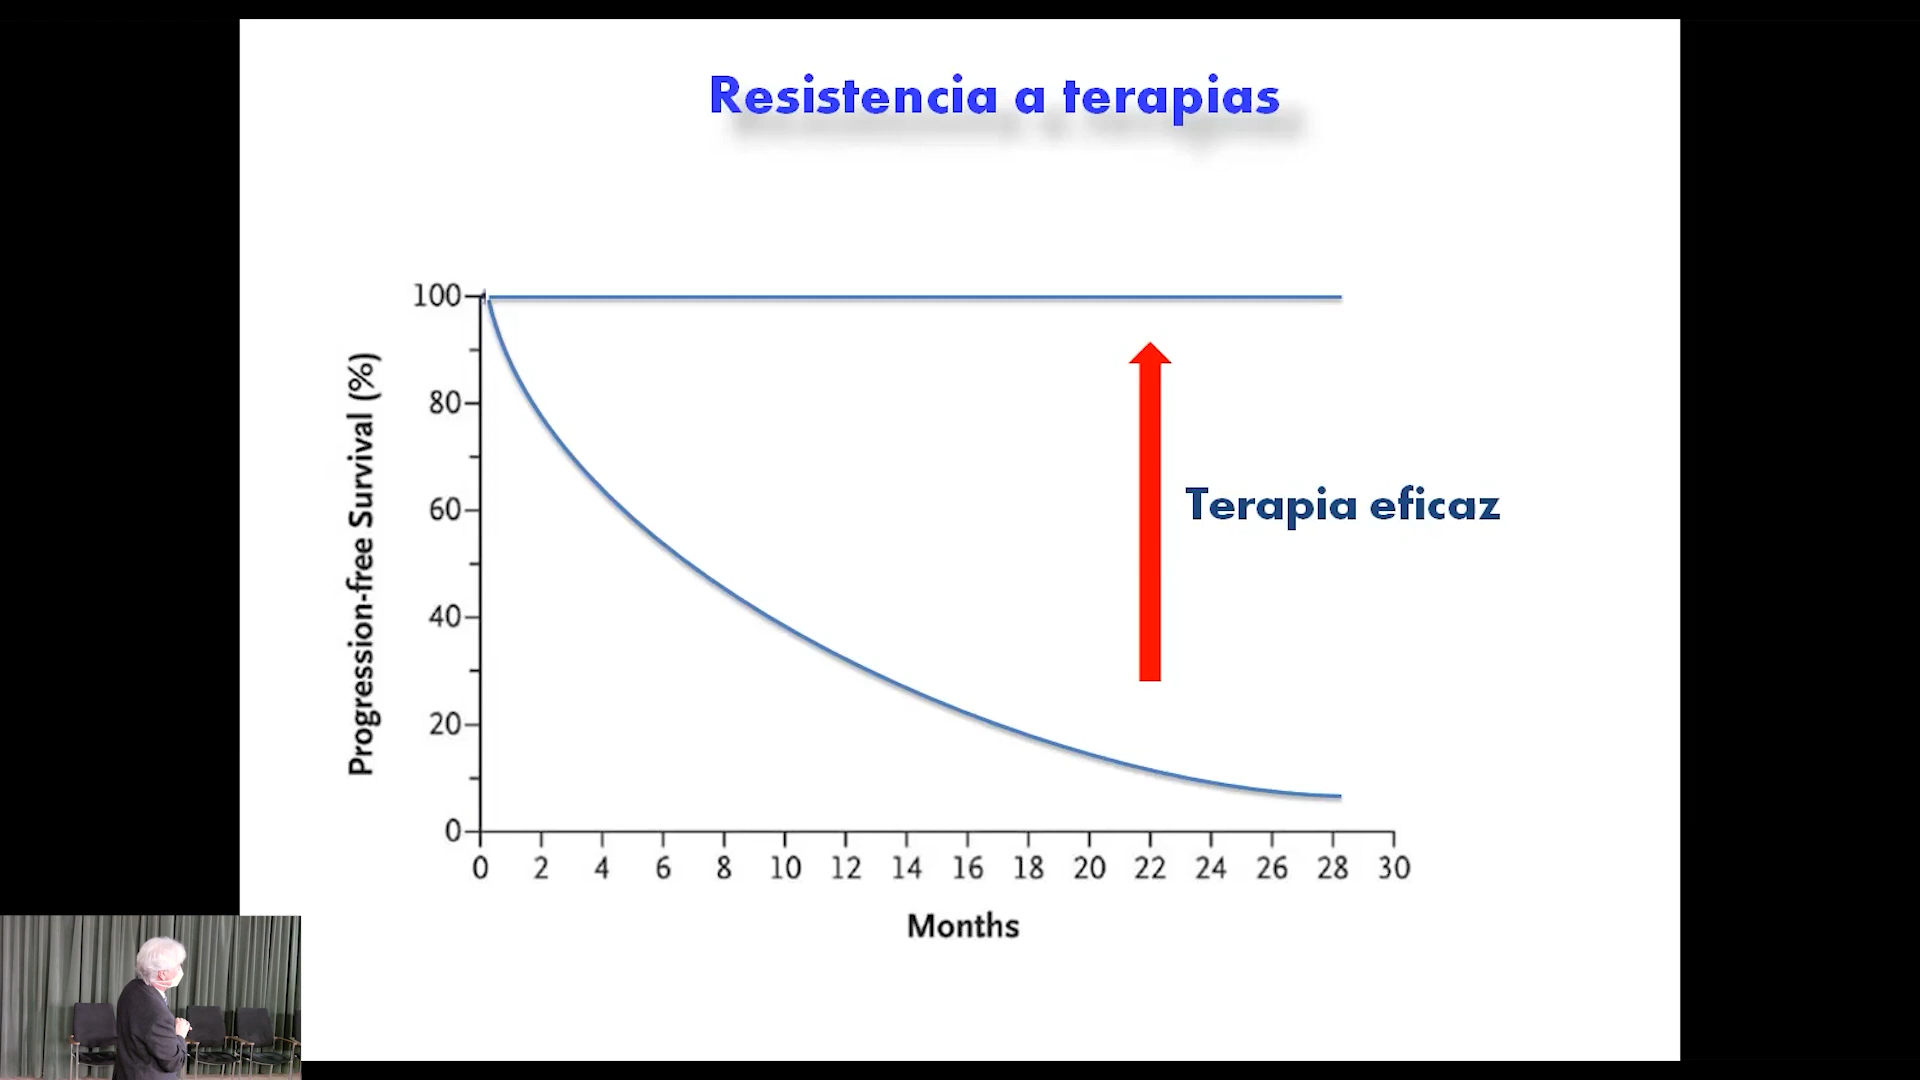 Resistencia a terapias
Progression-free Survival (%)
100
80
60
40
20
0
0 2 4 6 8 10 12 14 16 18 20 22 24 26 28 30
Months
Terapia eficaz